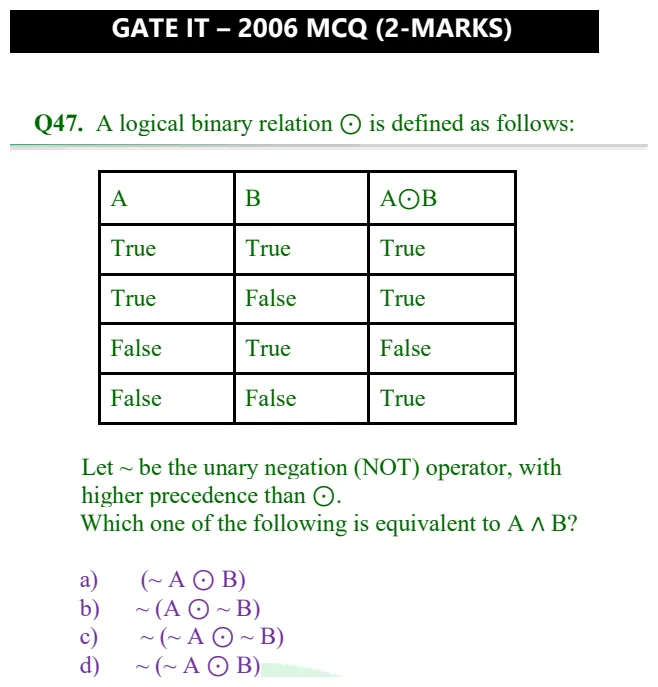 GATE IT – 2006 MCQ (2-MARKS)
Q47. A logical binary relation ⊙ is defined as follows:
A B A⊙B
True True True
True False True
False True False
False False True
Let ~ be the unary negation (NOT) operator, with
higher precedence than ⊙.
Which one of the following is equivalent to A ∧ B?
a) (~ A ⊙ B)
b) ~ (A ⊙ ~ B)
c) ~ (~ A ⊙ ~ B)
d) ~ (~ A ⊙ B)